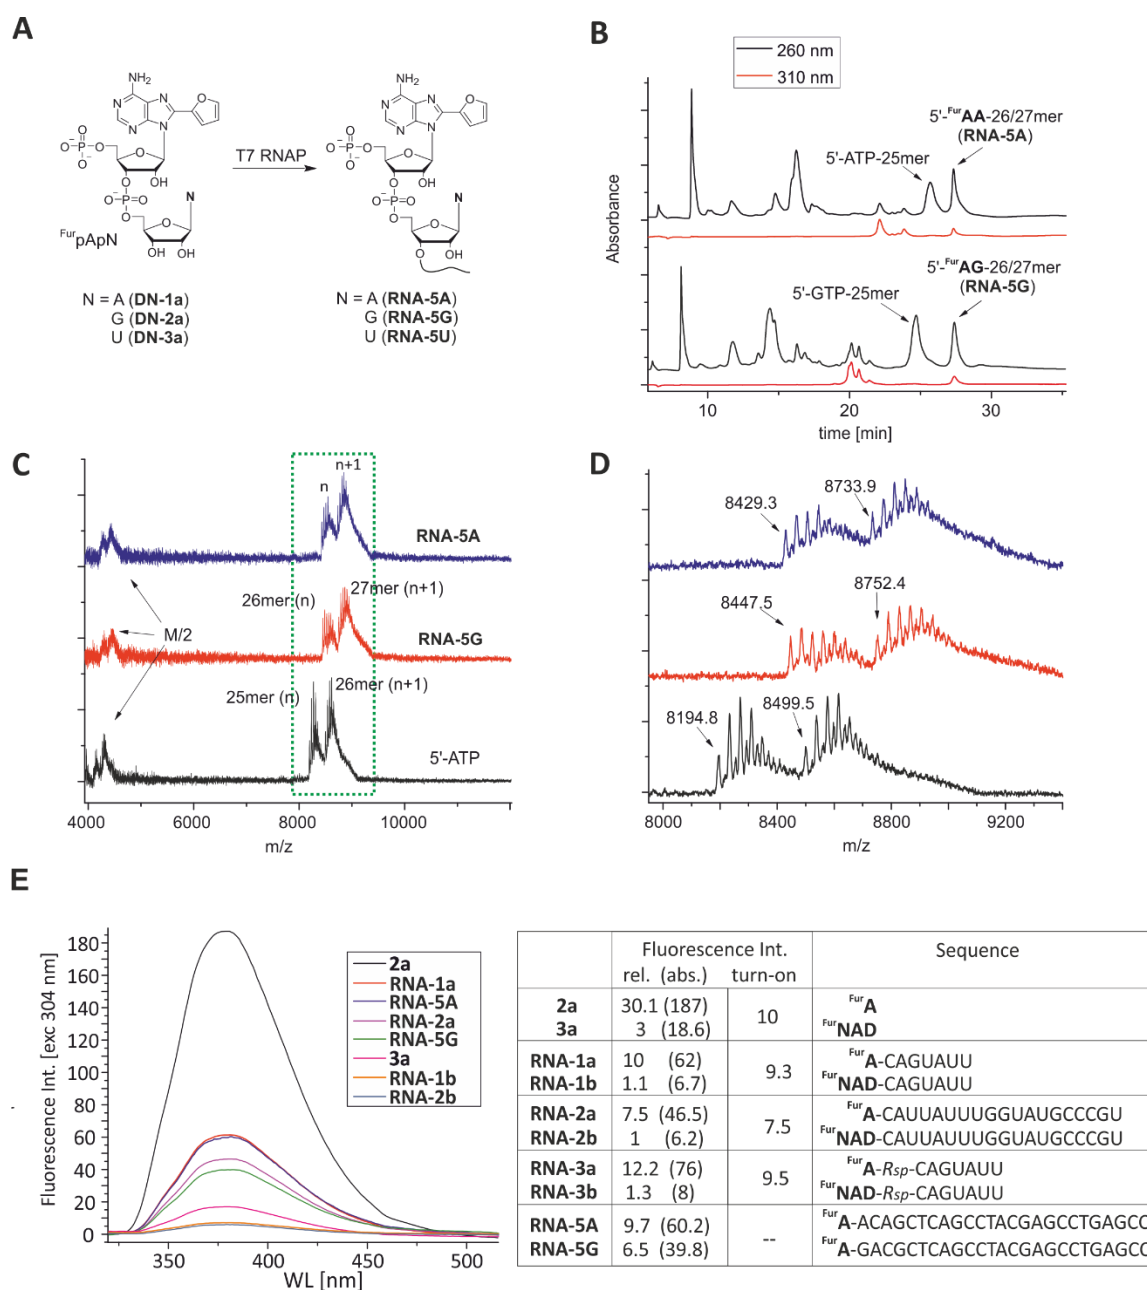 A
NH2
N
N
N
N
O
O
O–P–O
O–
O
OH
O–P=O
O
N
O
OH OH
FurpApN
N = A (DN-1a)
G (DN-2a)
U (DN-3a)
T7 RNAP
NH2
N
N
N
N
O
O
O–P–O
O–
O
OH
O–P=O
O
N
O
O OH
N = A (RNA-5A)
G (RNA-5G)
U (RNA-5U)
B
260 nm
310 nm
5'-FurAA-26/27mer
(RNA-5A)
5'-ATP-25mer
5'-FurAG-26/27mer
(RNA-5G)
5'-GTP-25mer
Absorbance
10 20 30
time [min]
C
n+1
n
RNA-5A
27mer (n+1)
26mer (n)
M/2
RNA-5G
26mer (n+1)
25mer (n)
5'-ATP
4000 6000 8000 10000
m/z
D
8733.9
8429.3
8752.4
8447.5
8499.5
8194.8
8000 8400 8800 9200
m/z
E
Fluorescence Int. [exc 304 nm]
180
160
140
120
100
80
60
40
20
0
350 400 450 500
WL [nm]
2a
RNA-1a
RNA-5A
RNA-2a
RNA-5G
3a
RNA-1b
RNA-2b
Fluorescence Int. Sequence
rel. (abs.) turn-on
2a 30.1 (187) 10 FurA
3a 3 (18.6) FurNAD
RNA-1a 10 (62) 9.3 FurA-CAGUAUU
RNA-1b 1.1 (6.7) FurNAD-CAGUAUU
RNA-2a 7.5 (46.5) 7.5 FurA-CAUUAUUUGGUAUGCCCGU
RNA-2b 1 (6.2) FurNAD-CAUUAUUUGGUAUGCCCGU
RNA-3a 12.2 (76) 9.5 FurA-Rsp-CAGUAUU
RNA-3b 1.3 (8) FurNAD-Rsp-CAGUAUU
RNA-5A 9.7 (60.2) -- FurA-ACAGCTCAGCCTACGAGCCTGAGCC
RNA-5G 6.5 (39.8) FurA-GACGCTCAGCCTACGAGCCTGAGCC